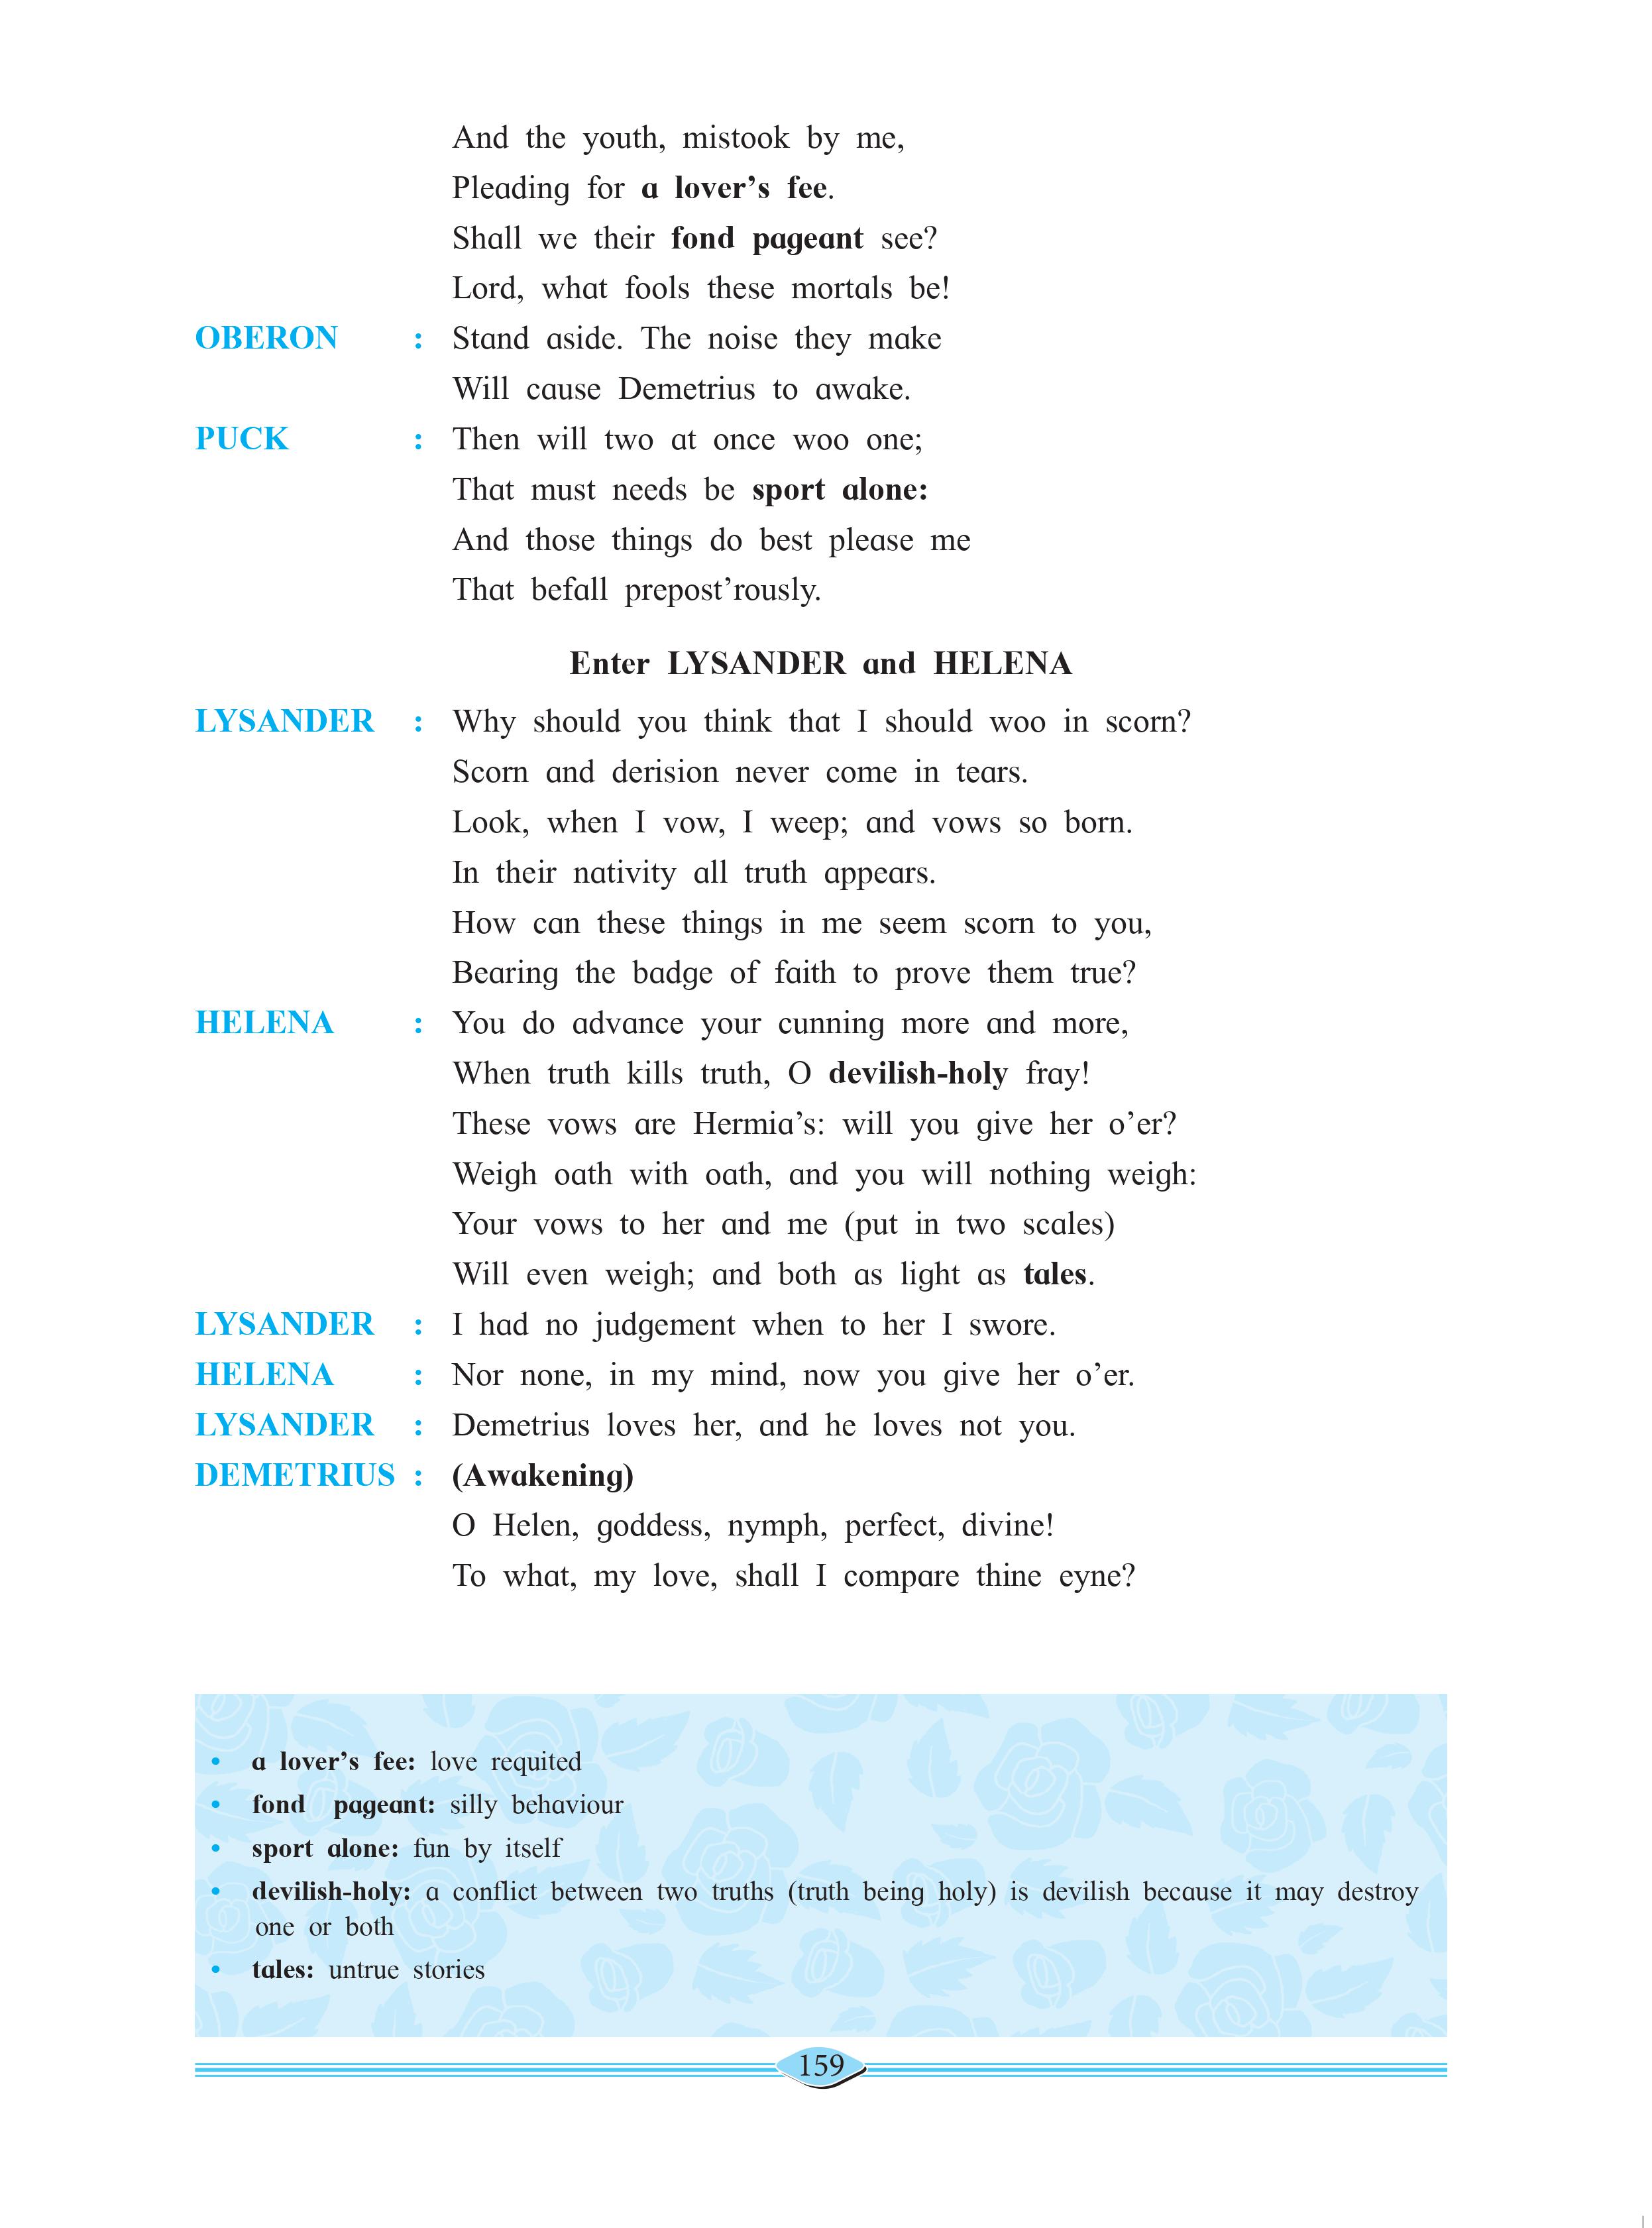 And the youth, mistook by me,
Pleading for a lover’s fee.
Shall we their fond pageant see?
Lord, what fools these mortals be!
OBERON : Stand aside. The noise they make
Will cause Demetrius to awake.
PUCK : Then will two at once woo one;
That must needs be sport alone:
And those things do best please me
That befall prepost’rously.
Enter LYSANDER and HELENA
LYSANDER : Why should you think that I should woo in scorn?
Scorn and derision never come in tears.
Look, when I vow, I weep; and vows so born.
In their nativity all truth appears.
How can these things in me seem scorn to you,
Bearing the badge of faith to prove them true?
HELENA : You do advance your cunning more and more,
When truth kills truth, O devilish-holy fray!
These vows are Hermia’s: will you give her o’er?
Weigh oath with oath, and you will nothing weigh:
Your vows to her and me (put in two scales)
Will even weigh; and both as light as tales.
LYSANDER : I had no judgement when to her I swore.
HELENA : Nor none, in my mind, now you give her o’er.
LYSANDER : Demetrius loves her, and he loves not you.
DEMETRIUS : (Awakening)
O Helen, goddess, nymph, perfect, divine!
To what, my love, shall I compare thine eyne?
• a lover’s fee: love requited
• fond pageant: silly behaviour
• sport alone: fun by itself
• devilish-holy: a conflict between two truths (truth being holy) is devilish because it may destroy
one or both
• tales: untrue stories
159